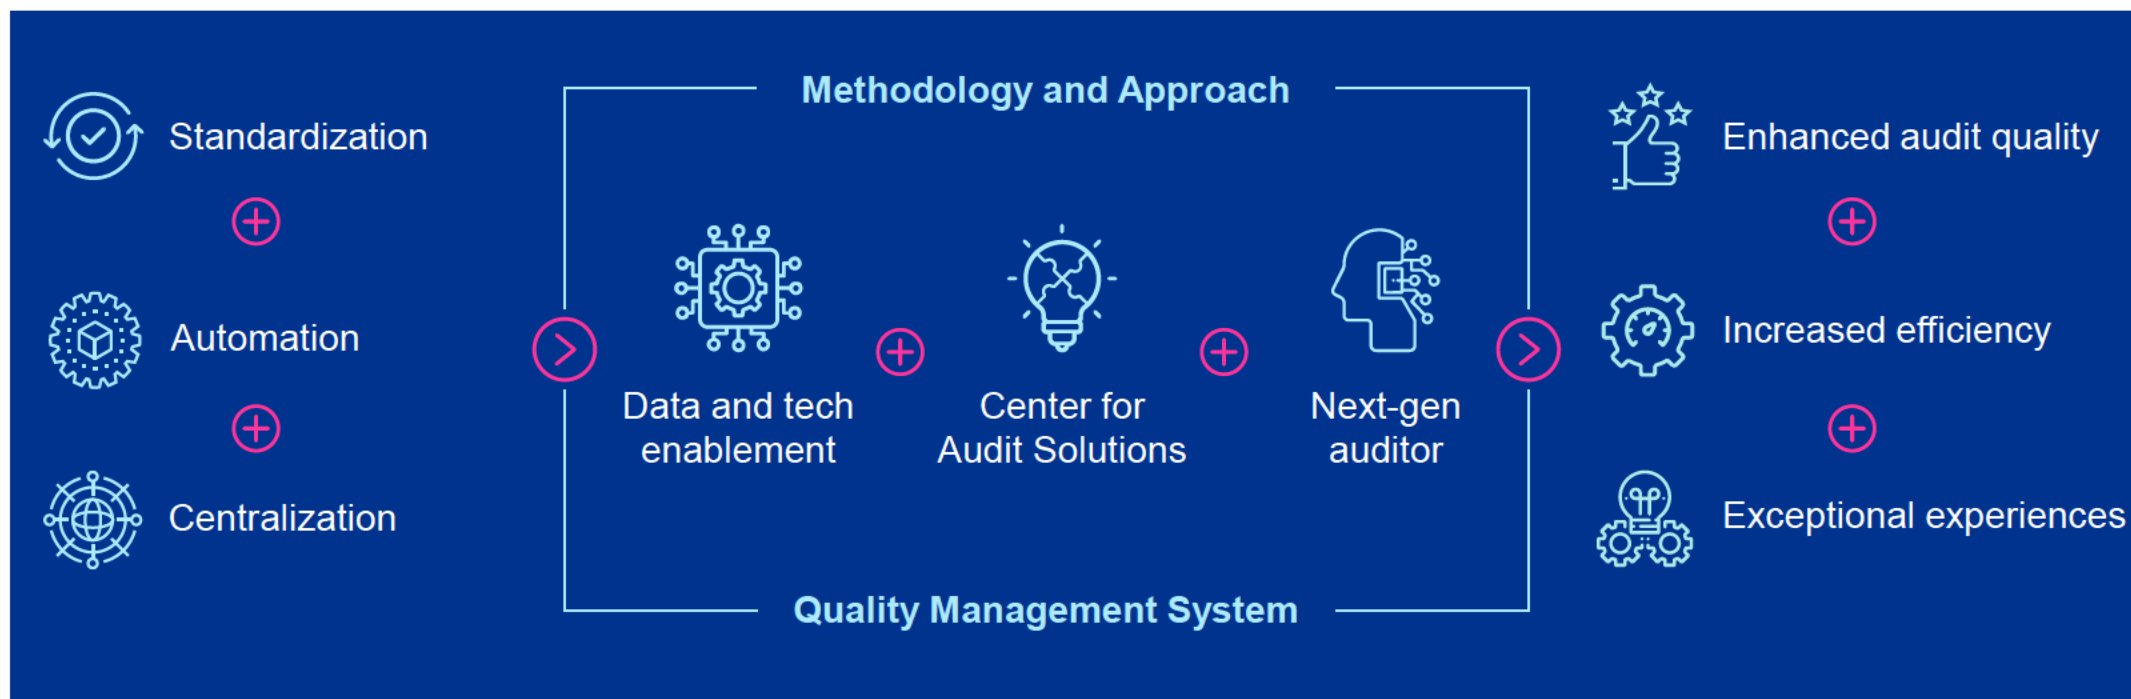 Standardization
Automation
Centralization
Methodology and Approach
Data and tech
enablement
Center for
Audit Solutions
Next-gen
auditor
Quality Management System
Enhanced audit quality
Increased efficiency
Exceptional experiences